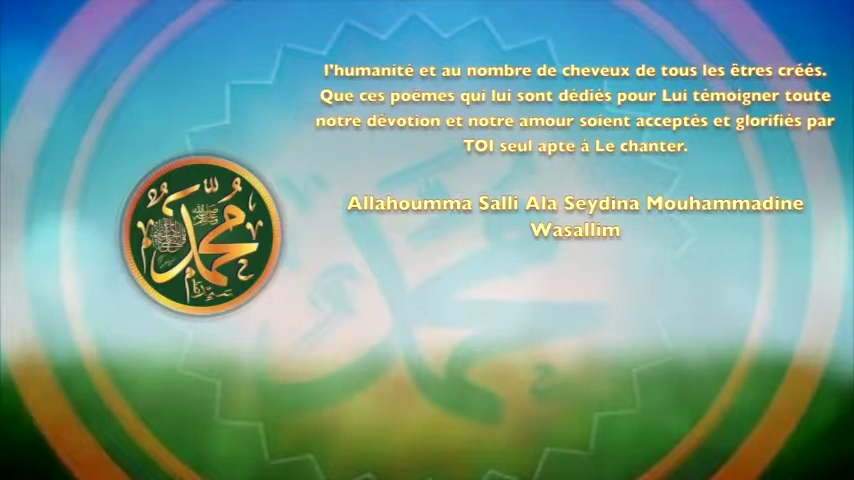 l'humanité et au nombre de cheveux de tous les êtres créés.
Que ces poèmes qui lui sont dédiés pour Lui témoigner toute
notre dévotion et notre amour soient acceptés et glorifiés par
TOI seul apte à Le chanter.
Allahoumma Salli Ala Seydina Mouhammadine
Wasallim
محمد